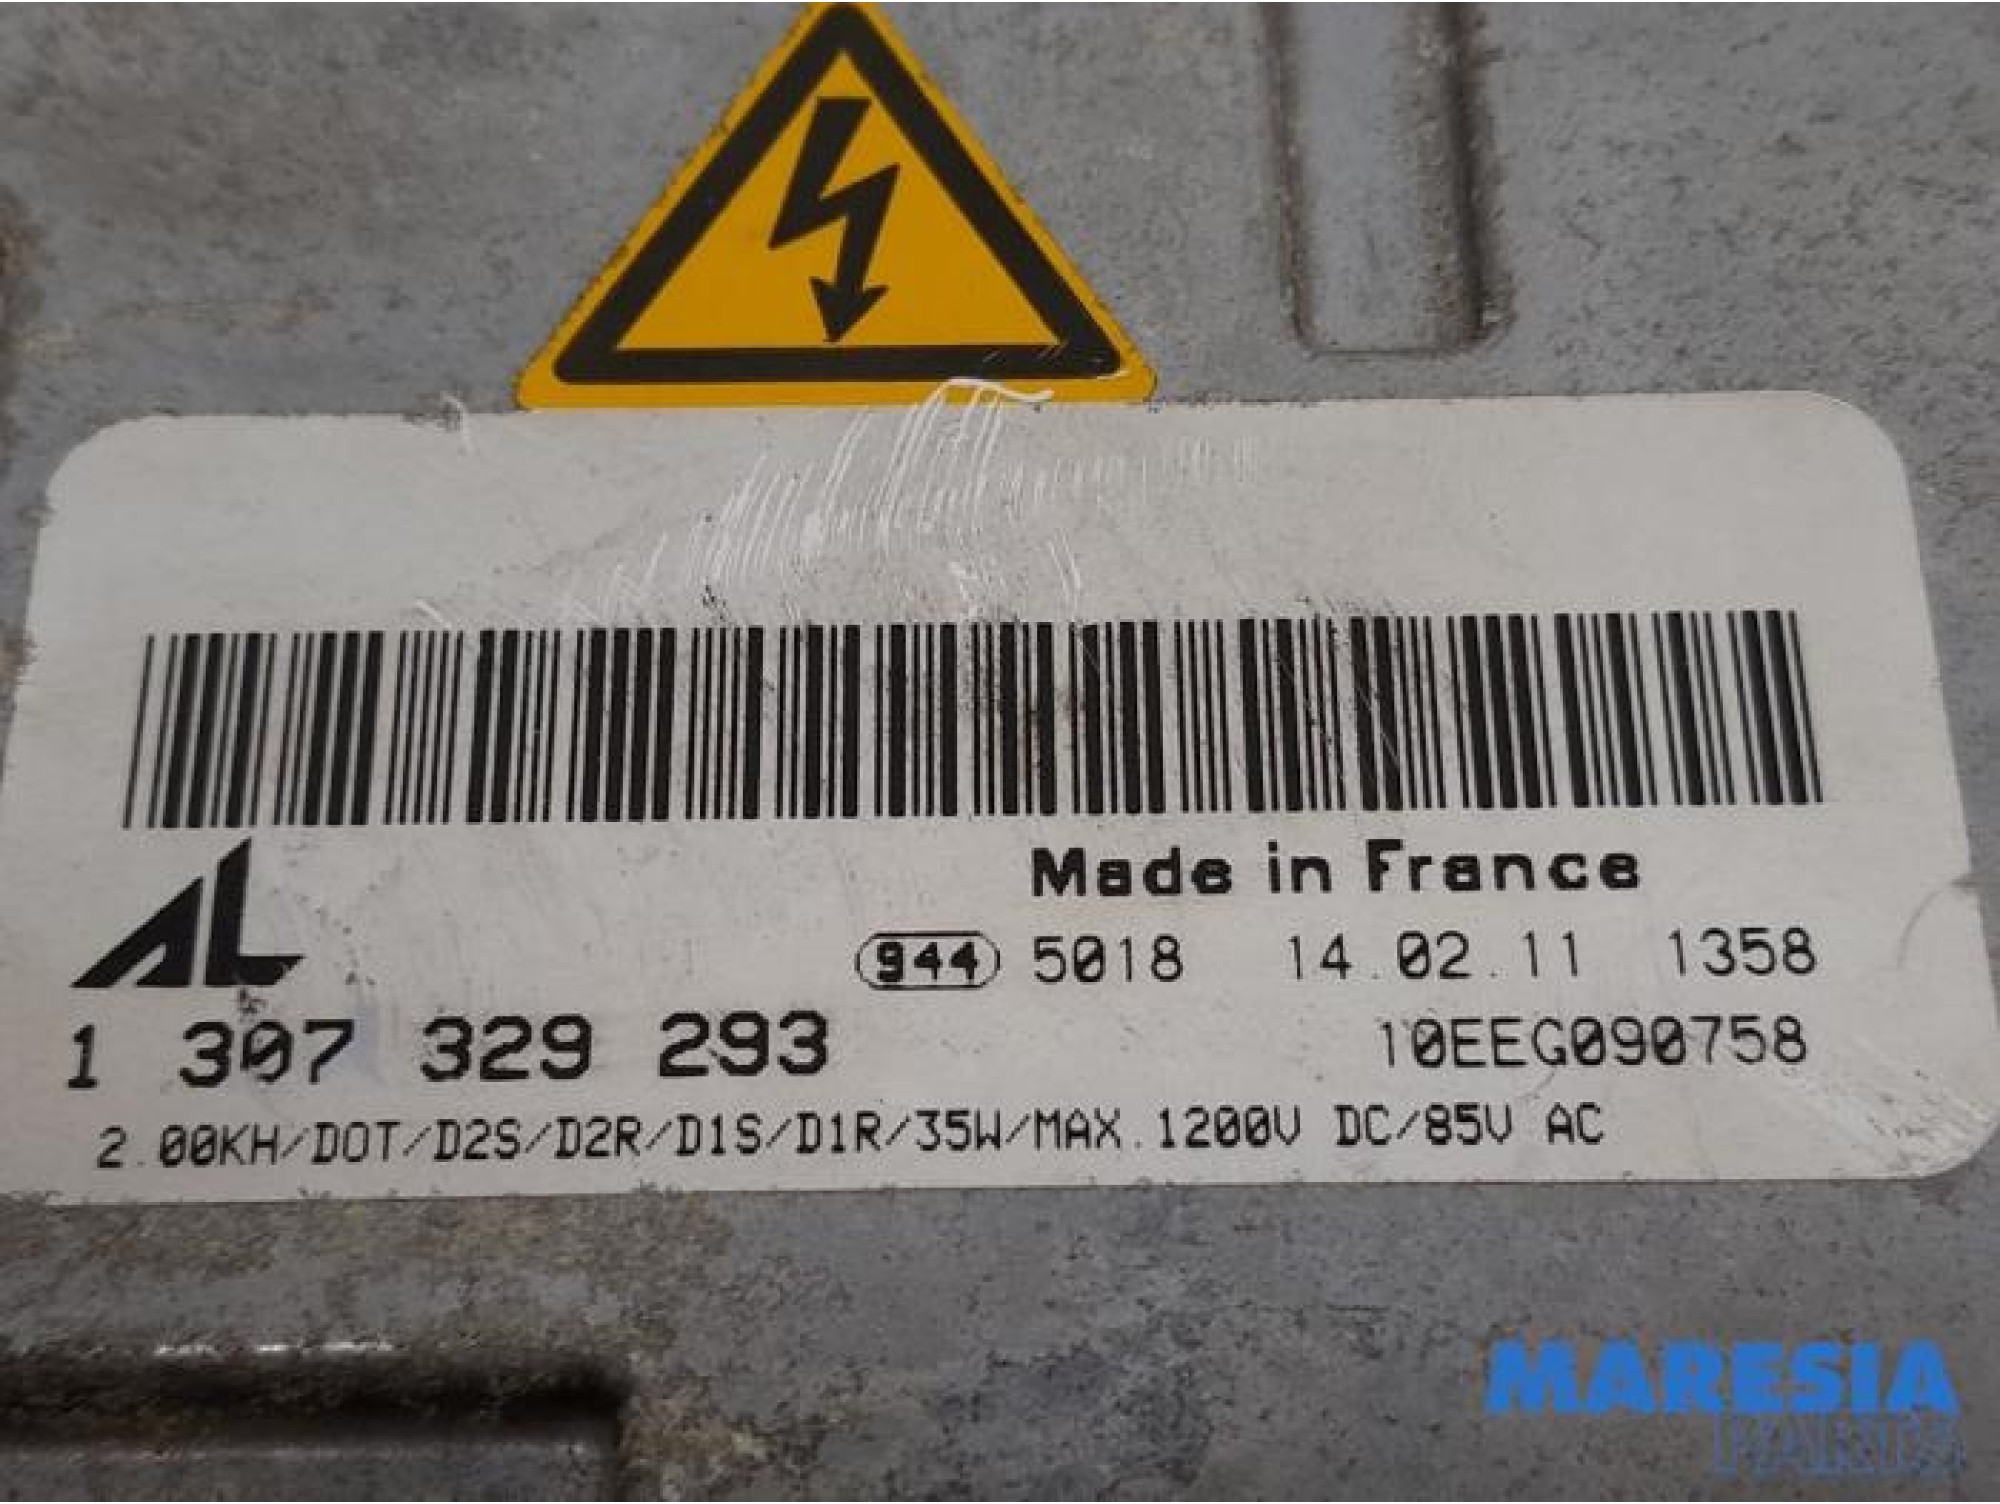 AL
Made in France
944 5018 14.02.11 1358
1 307 329 293
10EEG090758
2.00KH/DOT/D2S/D2R/D1S/D1R/35W/MAX.1200V DC/85V AC
MARESIA
PARTS